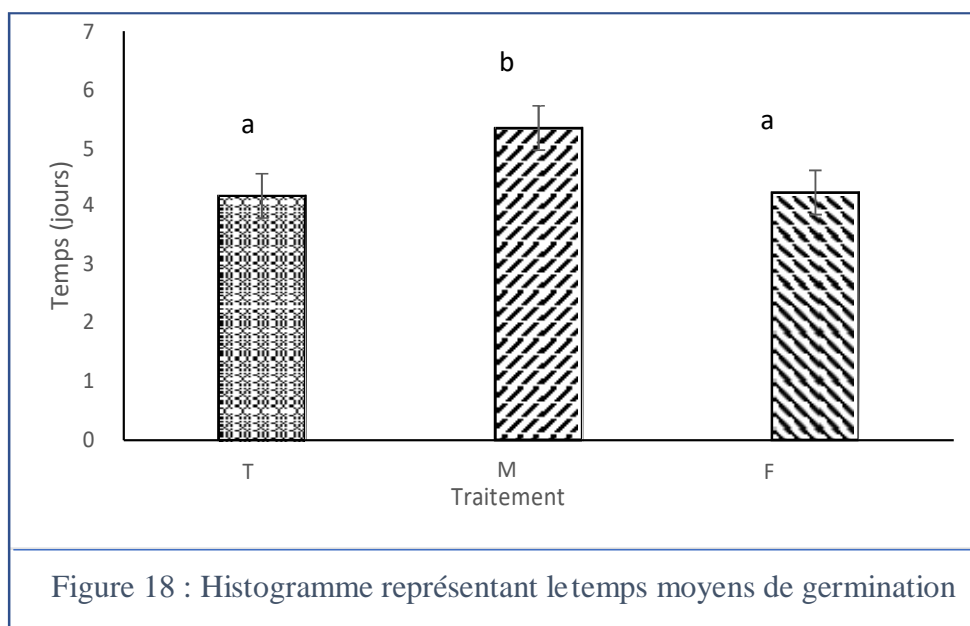 7
6
5
4
3
2
1
0
Temps (jours)
a
b
a
T
M
F
Traitement
Figure 18 : Histogramme représentant le temps moyens de germination